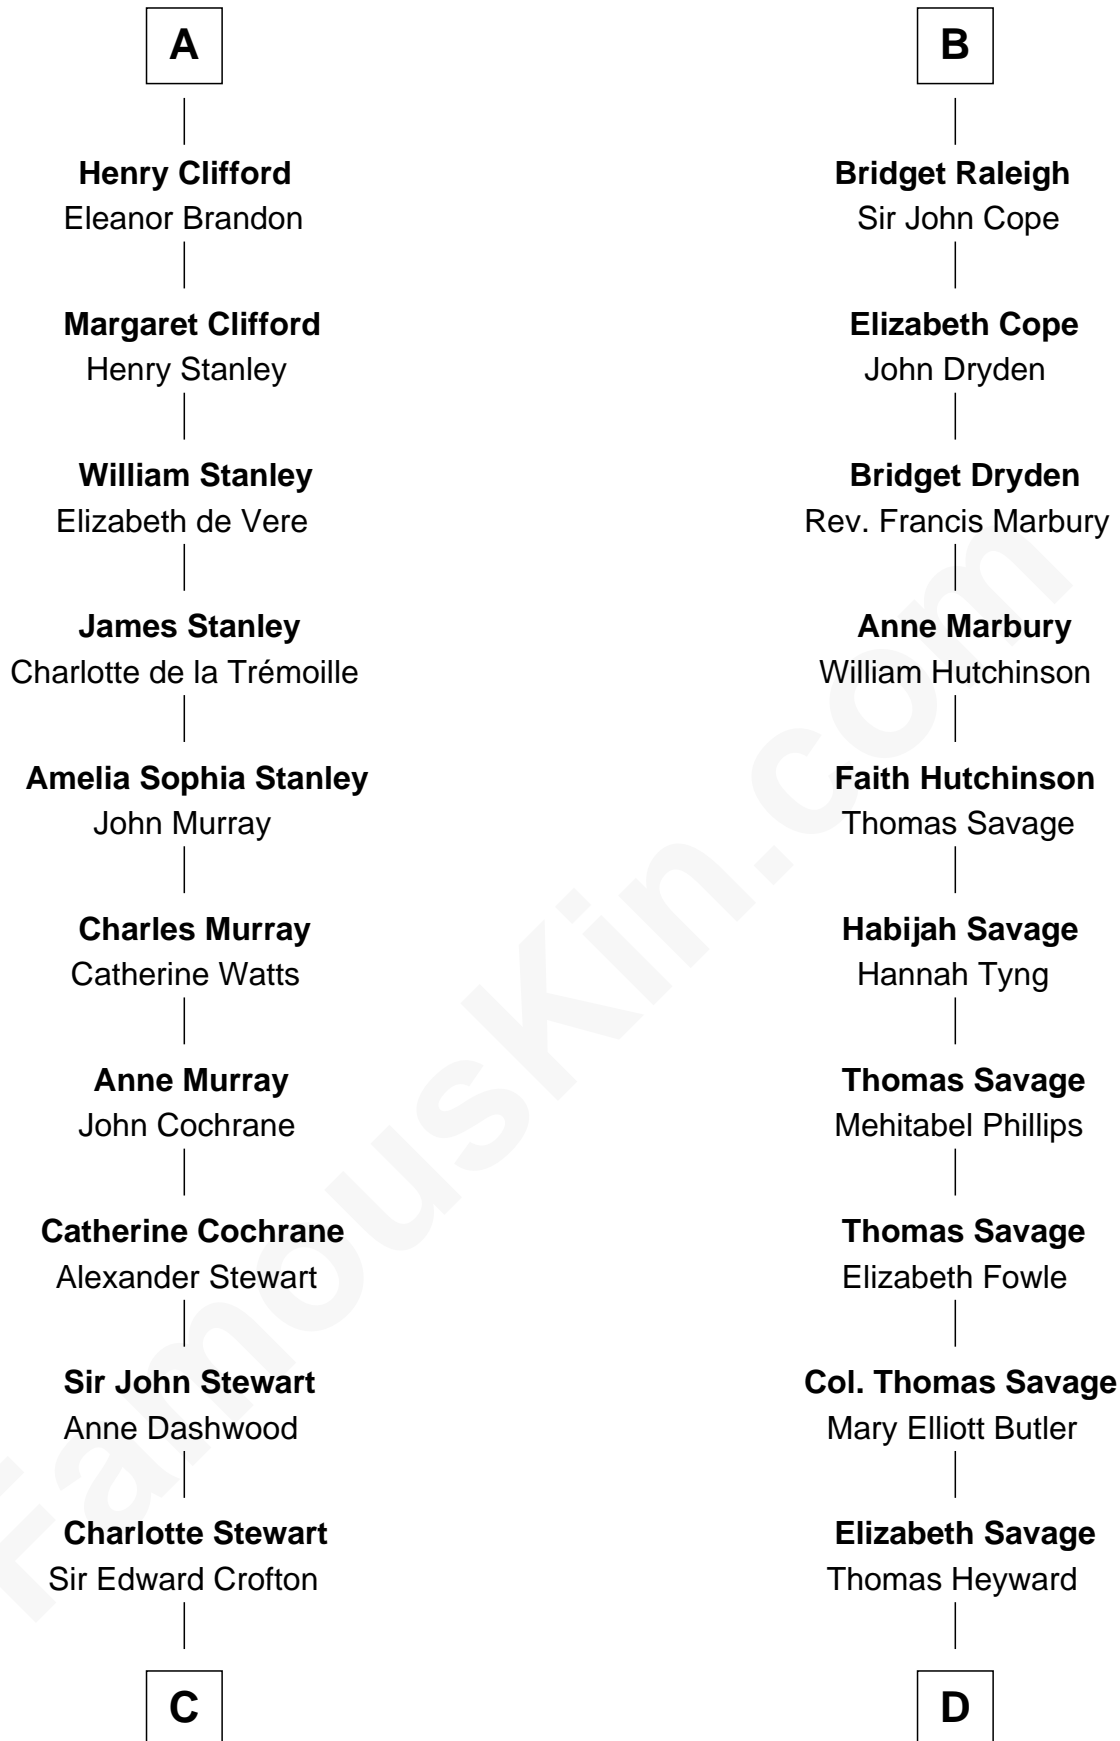 A
Henry Clifford
Eleanor Brandon
Margaret Clifford
Henry Stanley
William Stanley
Elizabeth de Vere
James Stanley
Charlotte de la Trémoille
Amelia Sophia Stanley
John Murray
Charles Murray
Catherine Watts
Anne Murray
John Cochrane
Catherine Cochrane
Alexander Stewart
Sir John Stewart
Anne Dashwood
Charlotte Stewart
Sir Edward Crofton
C
B
Bridget Raleigh
Sir John Cope
Elizabeth Cope
John Dryden
Bridget Dryden
Rev. Francis Marbury
Anne Marbury
William Hutchinson
Faith Hutchinson
Thomas Savage
Habijah Savage
Hannah Tyng
Thomas Savage
Mehitabel Phillips
Thomas Savage
Elizabeth Fowle
Col. Thomas Savage
Mary Elliott Butler
Elizabeth Savage
Thomas Heyward
D
FamousKin.com